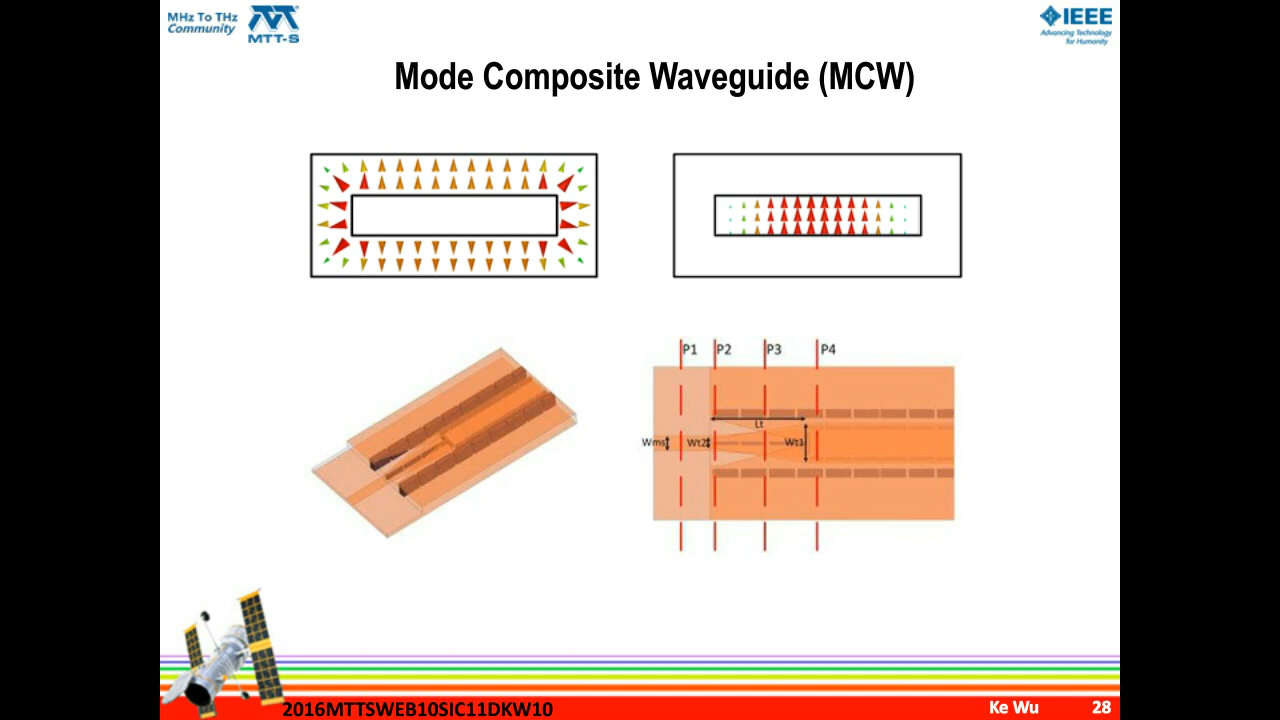 MHz To THz
Community
MTT-S
IEEE
Advancing Technology
for Humanity
Mode Composite Waveguide (MCW)
P1 P2 P3 P4
Lt
Wms Wt2 Wt1
2016MTTSWEB10SIC11DKW10
Ke Wu 28